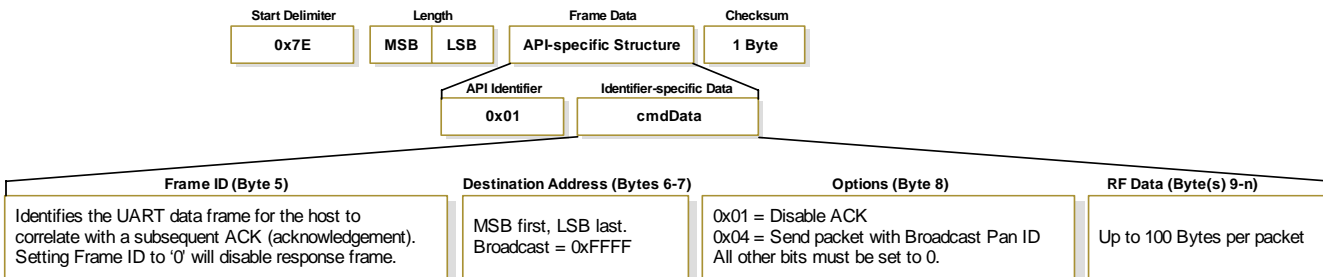 Start Delimiter
Length
Frame Data
Checksum
0x7E
MSB
LSB
API-specific Structure
1 Byte
API Identifier
Identifier-specific Data
0x01
cmdData
Frame ID (Byte 5)
Identifies the UART data frame for the host to
correlate with a subsequent ACK (acknowledgement).
Setting Frame ID to ‘0' will disable response frame.
Destination Address (Bytes 6-7)
MSB first, LSB last.
Broadcast = 0xFFFF
Options (Byte 8)
0x01 = Disable ACK
0x04 = Send packet with Broadcast Pan ID
All other bits must be set to 0.
RF Data (Byte(s) 9-n)
Up to 100 Bytes per packet